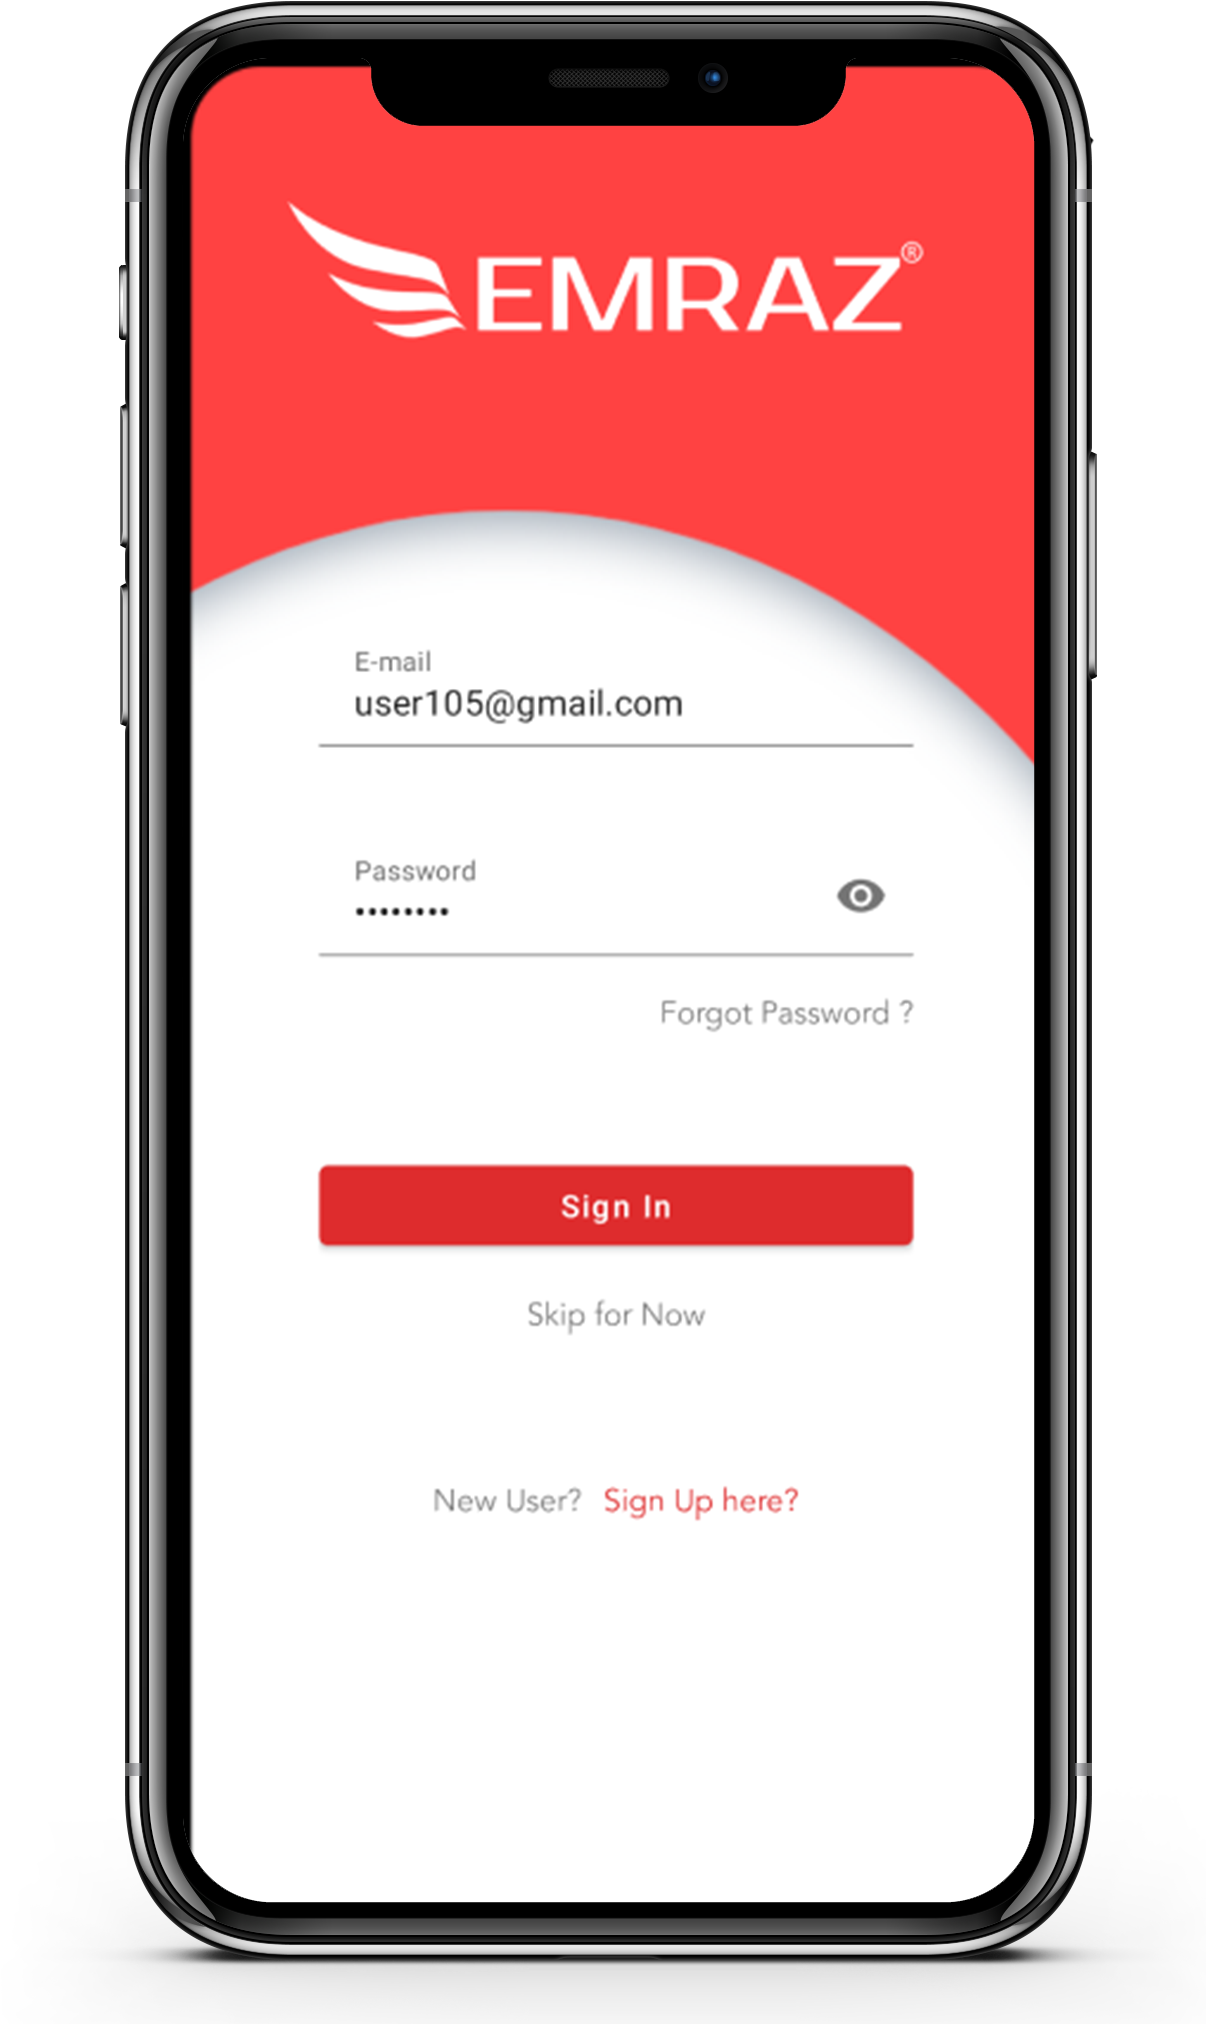 EMRAZ®
E-mail
user105@gmail.com
Password
••••••••
Forgot Password ?
Sign In
Skip for Now
New User? Sign Up here?